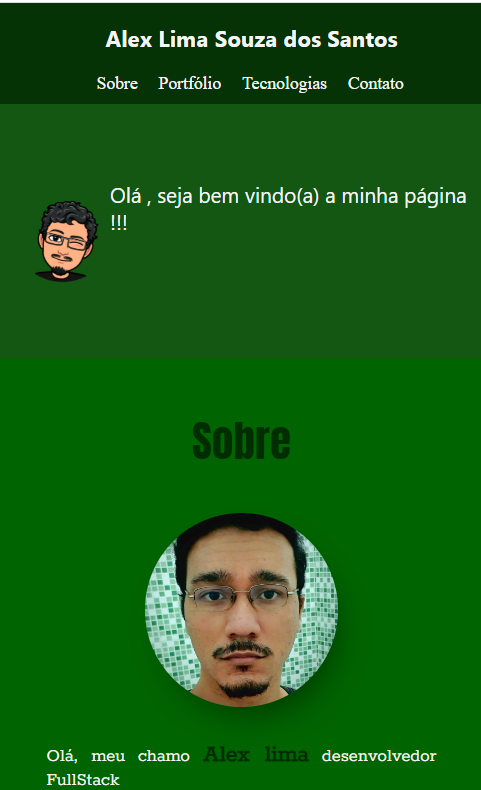 Alex Lima Souza dos Santos
Sobre Portfólio Tecnologias Contato
Olá , seja bem vindo(a) a minha página
!!!
Sobre
Olá, meu chamo Alex lima desenvolvedor
FullStack